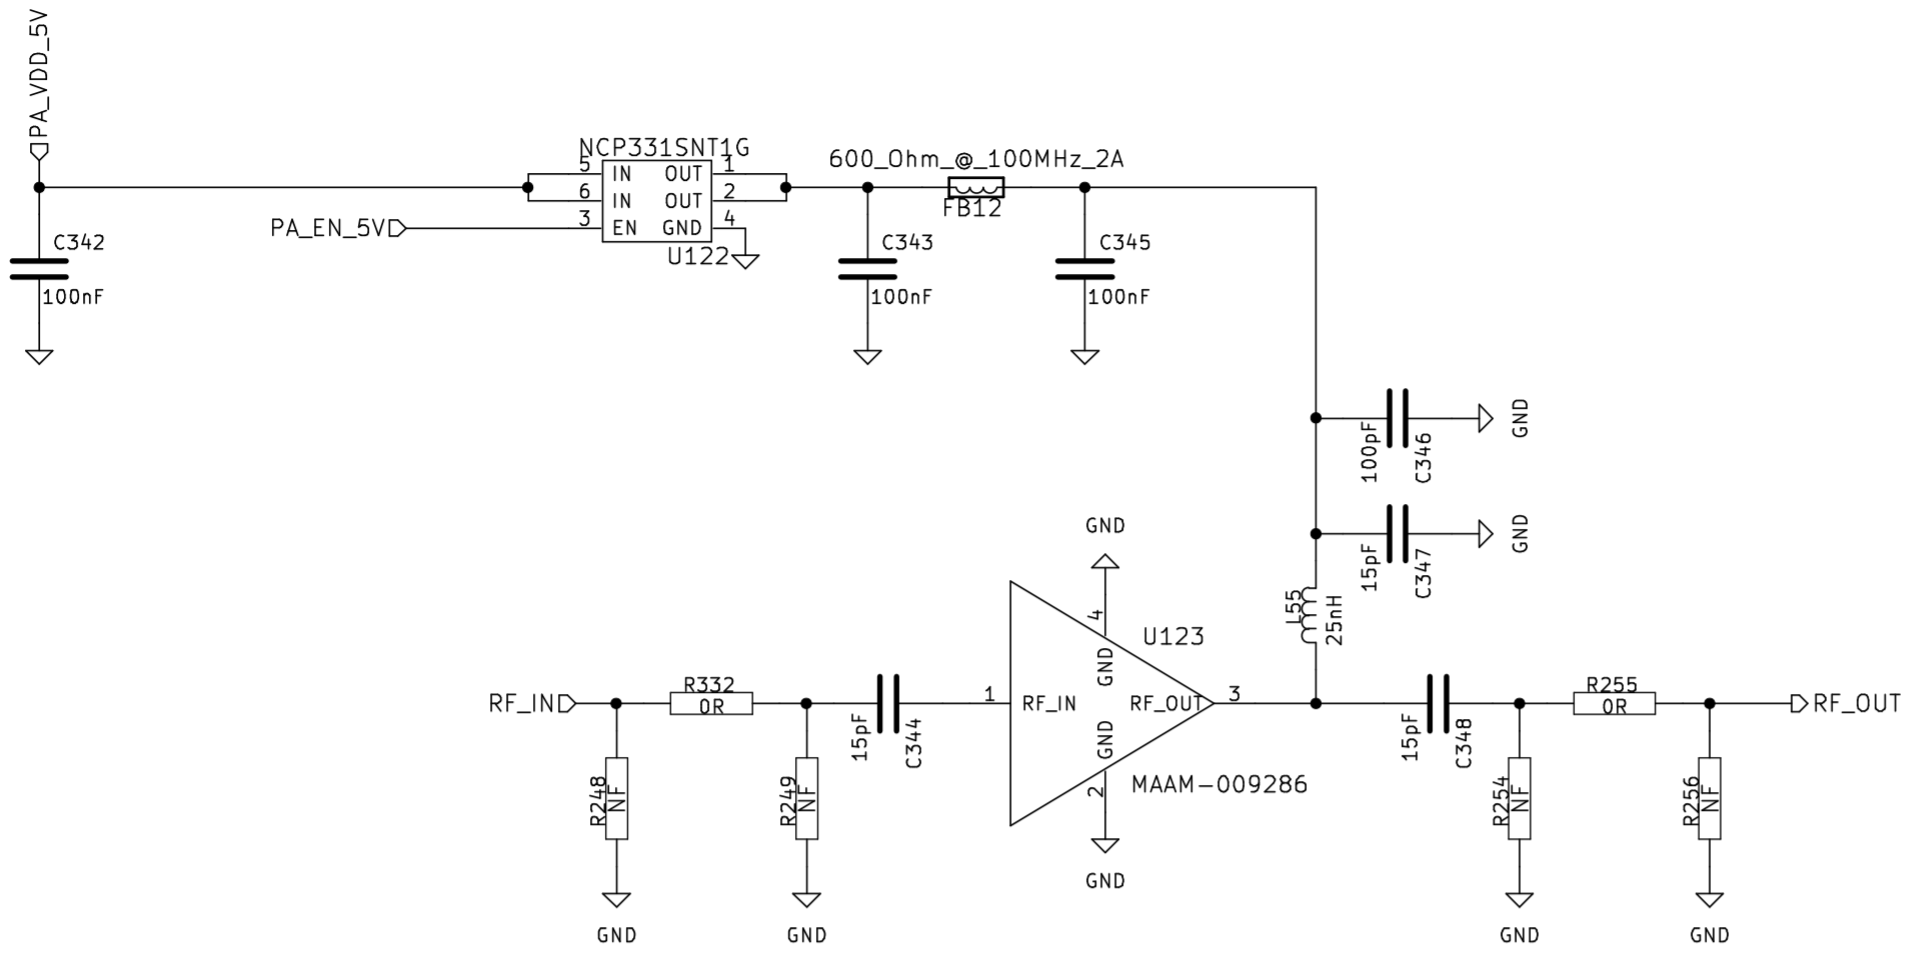 PA_VDD_5V
NCP331SNT1G
5 IN OUT 1
6 IN OUT 2
PA_EN_5V 3 EN GND 4
U122
600_Ohm_@_100MHz_2A
FB12
C342
100nF
C343
100nF
C345
100nF
100pF
C346
GND
15pF
C347
GND
L55
25nH
GND
4
GND
U123
RF_IN
R332
0R
15pF
C344
1
RF_IN
RF_OUT
3
GND
2
MAAM-009286
GND
15pF
C348
R255
0R
RF_OUT
R248
NF
R249
NF
R254
NF
R256
NF
GND
GND
GND
GND